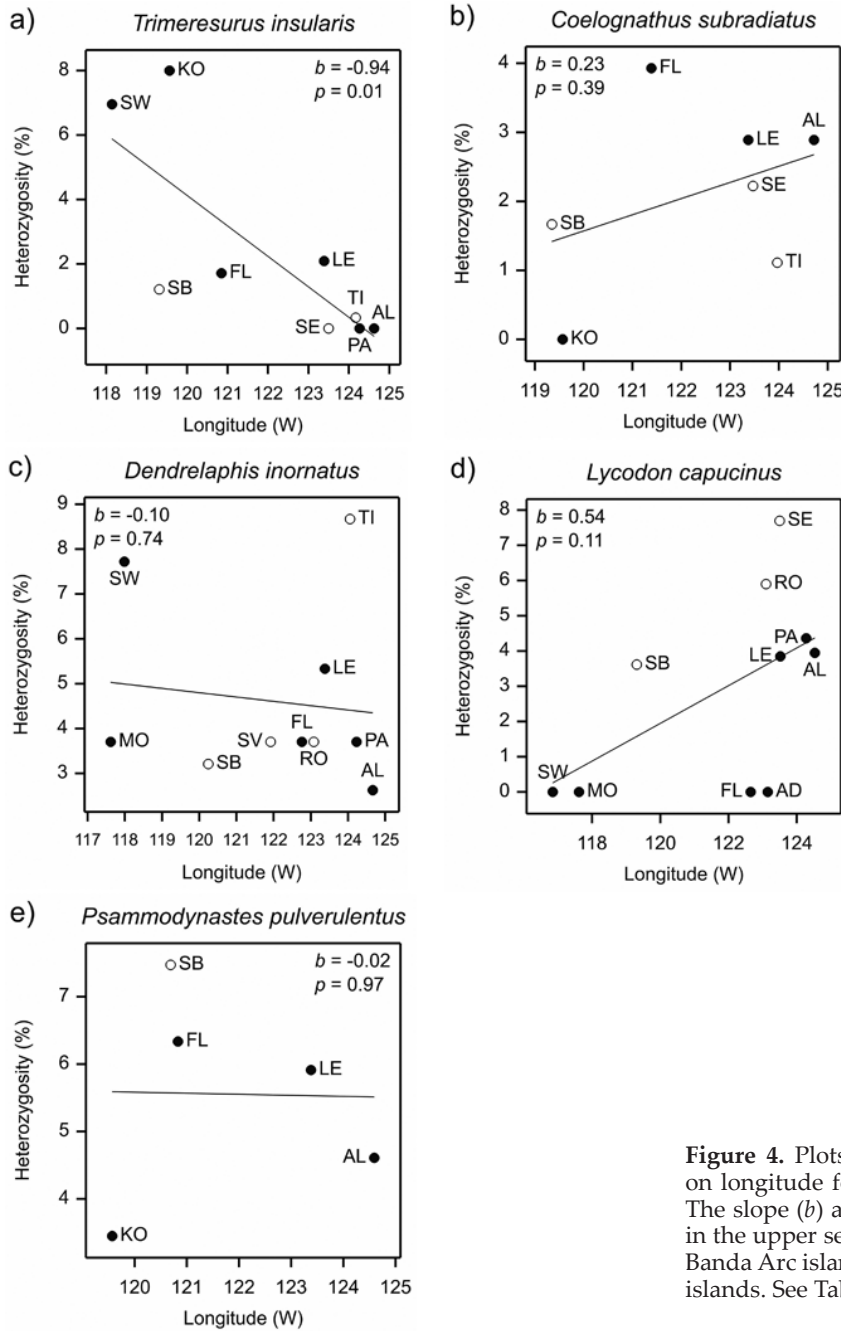 a) Trimeresurus insularis
b = -0.94
p = 0.01
KO
SW
FL
LE
SB
TI
SE
AL
PA
8
6
4
2
0
Heterozygosity (%)
118 119 120 121 122 123 124 125
Longitude (W)
b) Coelognathus subradiatus
b = 0.23
p = 0.39
FL
AL
LE
SE
SB
TI
KO
4
3
2
1
0
Heterozygosity (%)
119 120 121 122 123 124 125
Longitude (W)
c) Dendrelaphis inornatus
b = -0.10
p = 0.74
TI
SW
LE
MO
SV
FL
PA
SB
RO
AL
9
8
7
6
5
4
3
Heterozygosity (%)
117 118 119 120 121 122 123 124 125
Longitude (W)
d) Lycodon capucinus
b = 0.54
p = 0.11
SE
RO
PA
SB
LE
AL
SW
MO
FL
AD
8
7
6
5
4
3
2
1
0
Heterozygosity (%)
118 120 122 124
Longitude (W)
e) Psammodynastes pulverulentus
b = -0.02
p = 0.97
SB
FL
LE
AL
KO
7
6
5
4
Heterozygosity (%)
120 121 122 123 124 125
Longitude (W)
Figure 4. Plots
on longitude f
The slope (b) a
in the upper se
Banda Arc islan
islands. See Tal